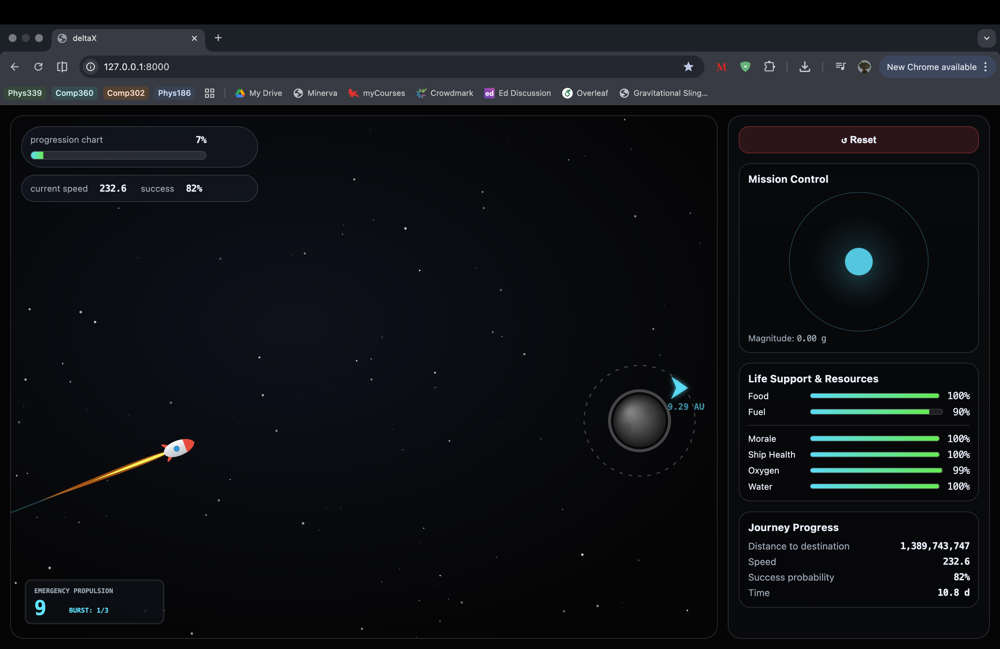 deltaX
127.0.0.1:8000
M
New Chrome available
Phys339 Comp360 Comp302 Phys186 My Drive Minerva myCourses ed Ed Discussion Overleaf Gravitational Sling...
progression chart 7%
current speed 232.6 success 82%
9.29 AU
EMERGENCY PROPULSION
9 BURST: 1/3
↺ Reset
Mission Control
Magnitude: 0.00 g
Life Support & Resources
Food 100%
Fuel 90%
Morale 100%
Ship Health 100%
Oxygen 99%
Water 100%
Journey Progress
Distance to destination 1,389,743,747
Speed 232.6
Success probability 82%
Time 10.8 d